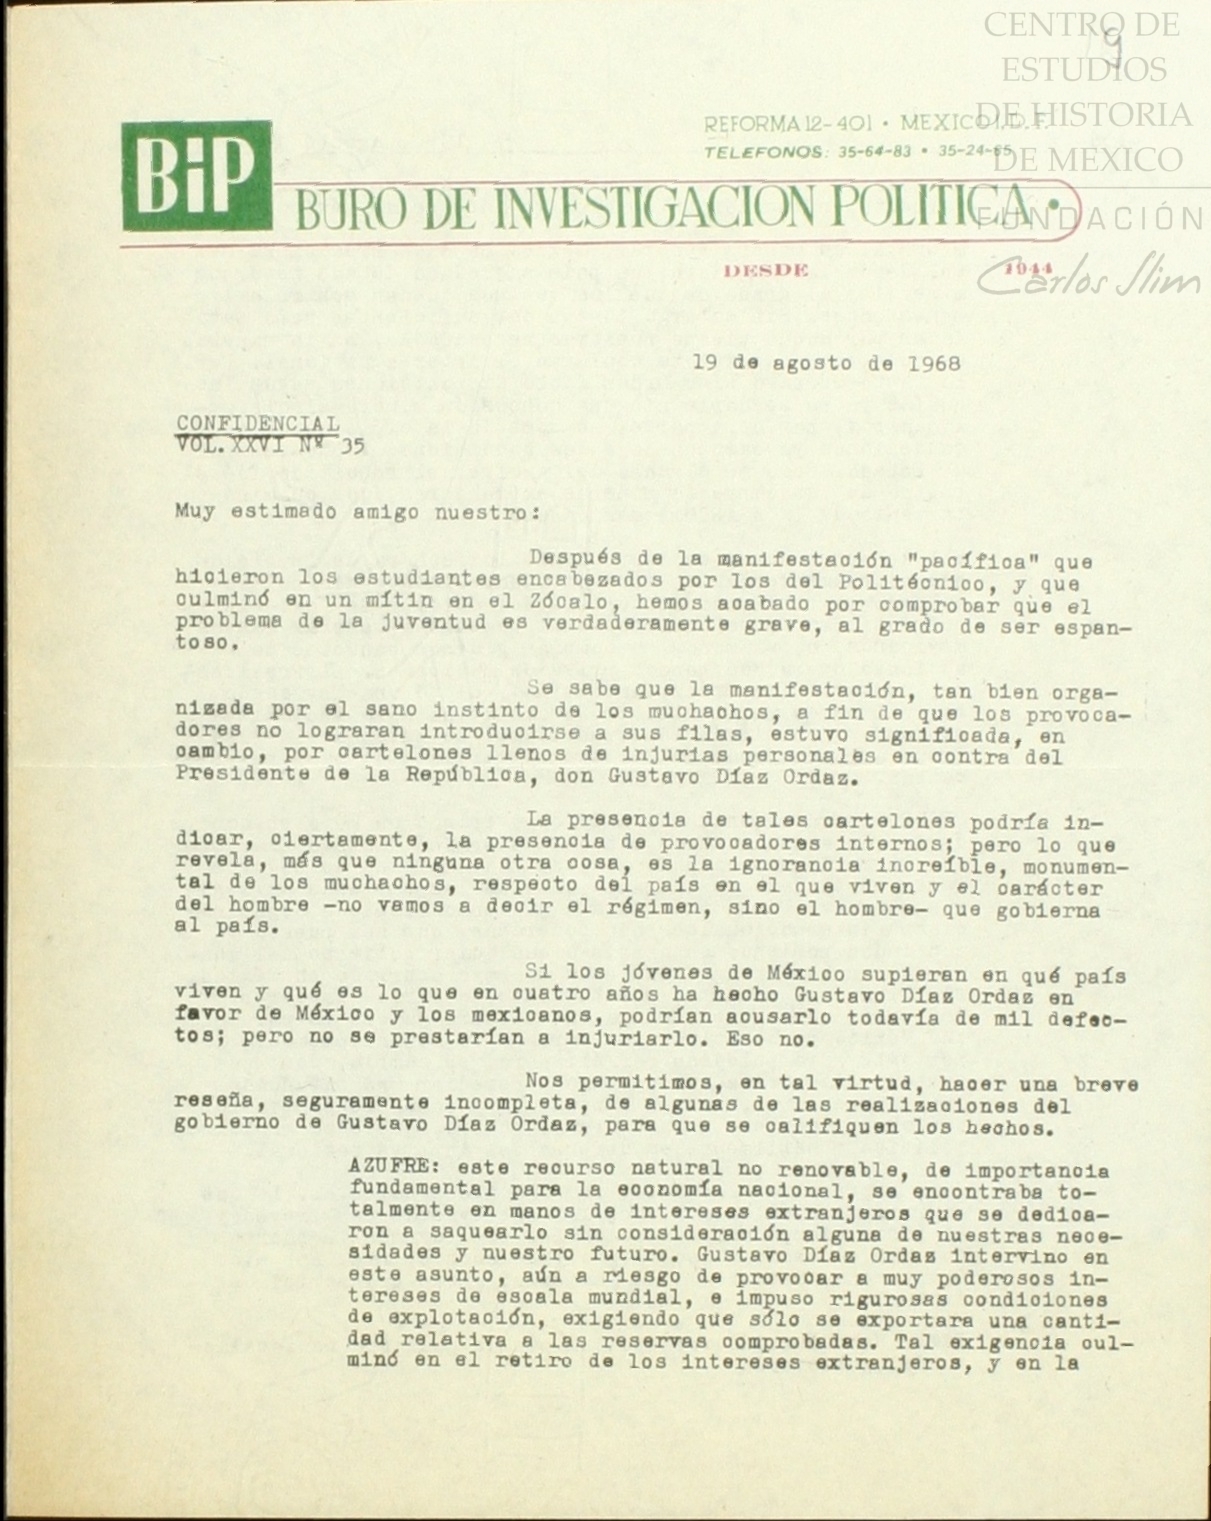 CENTRO DE
ESTUDIOS
DE HISTORIA
DE MEXICO
FUNDACIÓN
Carlos Slim
9
REFORMA 12-401 • MEXICO 1, D. F.
TELEFONOS: 35-64-83 • 35-24-65
BIP
BURO DE INVESTIGACION POLITICA •
DESDE 1944
19 de agosto de 1968
CONFIDENCIAL
VOL. XXVI Nº 35
Muy estimado amigo nuestro:
Después de la manifestación "pacífica" que
hicieron los estudiantes encabezados por los del Politécnico, y que
culminó en un mítin en el Zócalo, hemos acabado por comprobar que el
problema de la juventud es verdaderamente grave, al grado de ser espan-
toso.
Se sabe que la manifestación, tan bien orga-
nizada por el sano instinto de los muchachos, a fin de que los provoca-
dores no lograran introducirse a sus filas, estuvo significada, en
cambio, por cartelones llenos de injurias personales en contra del
Presidente de la República, don Gustavo Díaz Ordaz.
La presencia de tales cartelones podría in-
dicar, ciertamente, la presencia de provocadores internos; pero lo que
revela, más que ninguna otra cosa, es la ignorancia increíble, monumen-
tal de los muchachos, respecto del país en el que viven y el carácter
del hombre -no vamos a decir el régimen, sino el hombre- que gobierna
al país.
Si los jóvenes de México supieran en qué país
viven y qué es lo que en cuatro años ha hecho Gustavo Díaz Ordaz en
favor de México y los mexicanos, podrían acusarlo todavía de mil defec-
tos; pero no se prestarían a injuriarlo. Eso no.
Nos permitimos, en tal virtud, hacer una breve
reseña, seguramente incompleta, de algunas de las realizaciones del
gobierno de Gustavo Díaz Ordaz, para que se califiquen los hechos.
AZUFRE: este recurso natural no renovable, de importancia
fundamental para la economía nacional, se encontraba to-
talmente en manos de intereses extranjeros que se dedica-
ron a saquearlo sin consideración alguna de nuestras nece-
sidades y nuestro futuro. Gustavo Díaz Ordaz intervino en
este asunto, aún a riesgo de provocar a muy poderosos in-
tereses de escala mundial, e impuso rigurosas condiciones
de explotación, exigiendo que sólo se exportara una canti-
dad relativa a las reservas comprobadas. Tal exigencia cul-
minó en el retiro de los intereses extranjeros, y en la